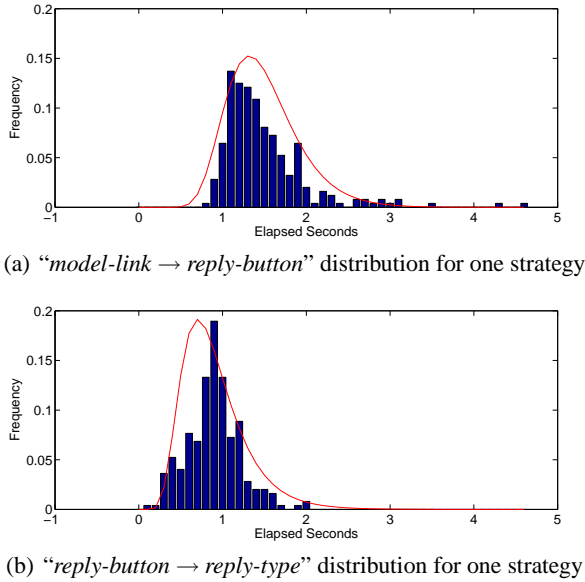 0.2
0.15
0.1
0.05
0
Frequency
−1 0 1 2 3 4 5
Elapsed Seconds
(a) “model-link → reply-button” distribution for one strategy
0.2
0.15
0.1
0.05
0
Frequency
−1 0 1 2 3 4 5
Elapsed Seconds
(b) “reply-button → reply-type” distribution for one strategy